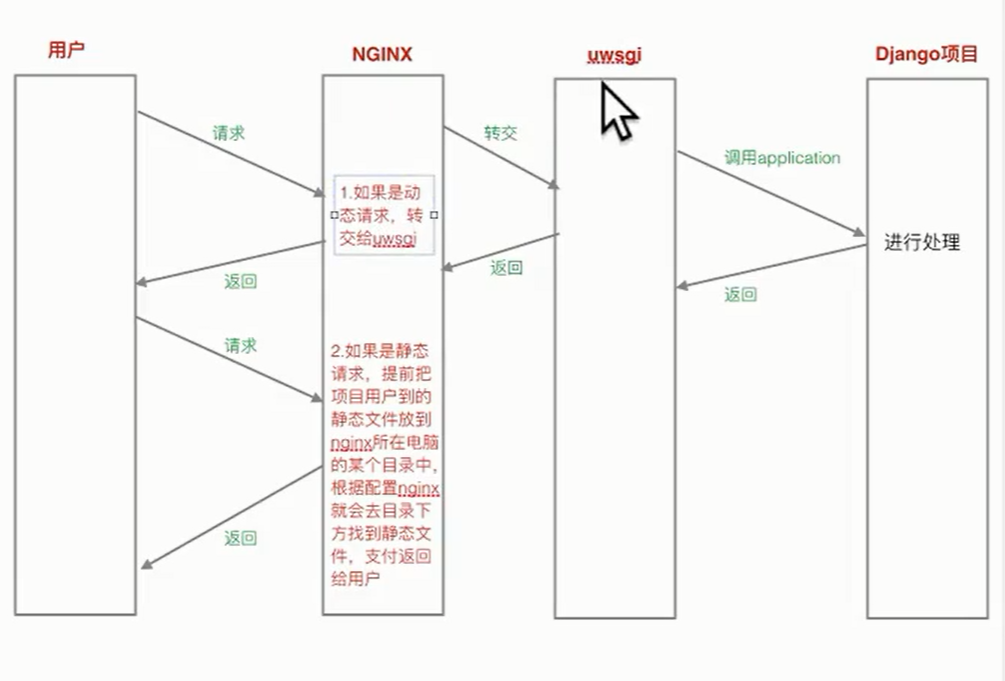 用户
NGINX
uwsgi
Django项目
请求
转交
调用application
1.如果是动
态请求，转
交给uwsgi
进行处理
返回
返回
返回
请求
2.如果是静态
请求，提前把
项目用户到的
静态文件放到
nginx所在电脑
的某个目录中，
根据配置nginx
就会去目录下
方找到静态文
件，支付返回
给用户
返回